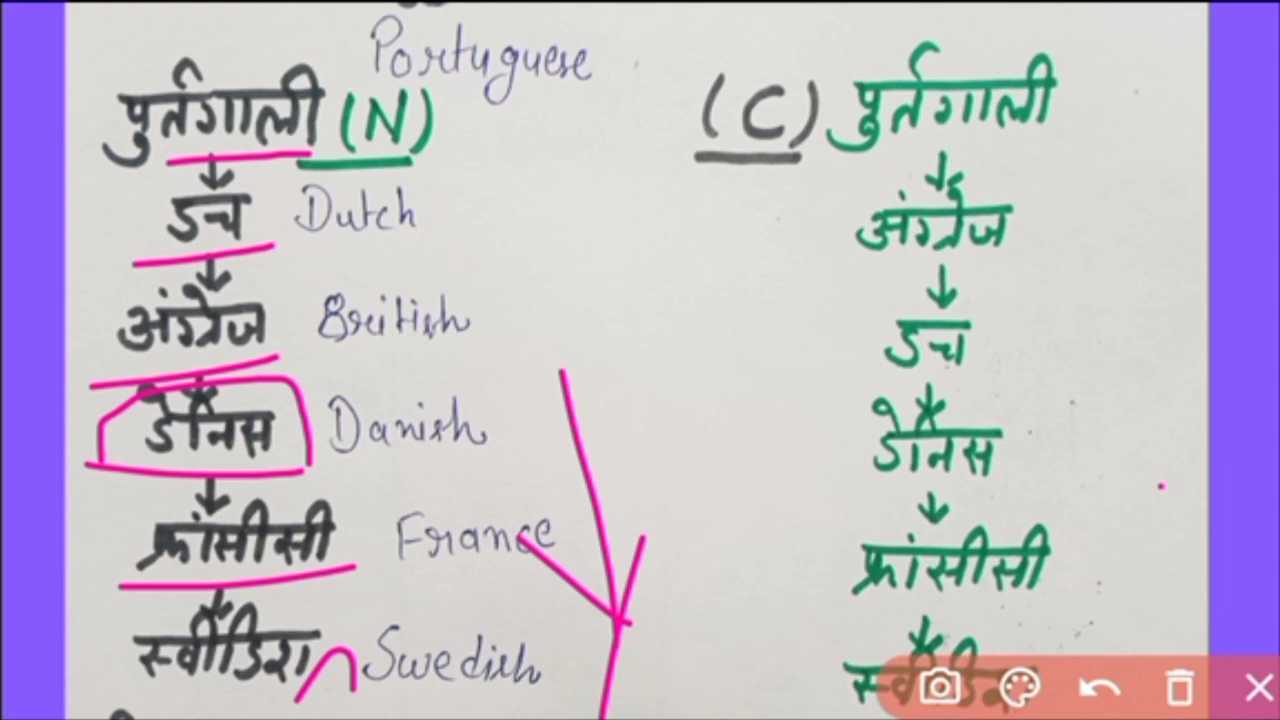 Portuguese
पुर्तगाली (N)
डच Dutch
अंग्रेज British
डेनिस Danish
फ्रांसीसी France
स्वीडिश Swedish
(C) पुर्तगाली
अंग्रेज
डच
डेनिस
फ्रांसीसी